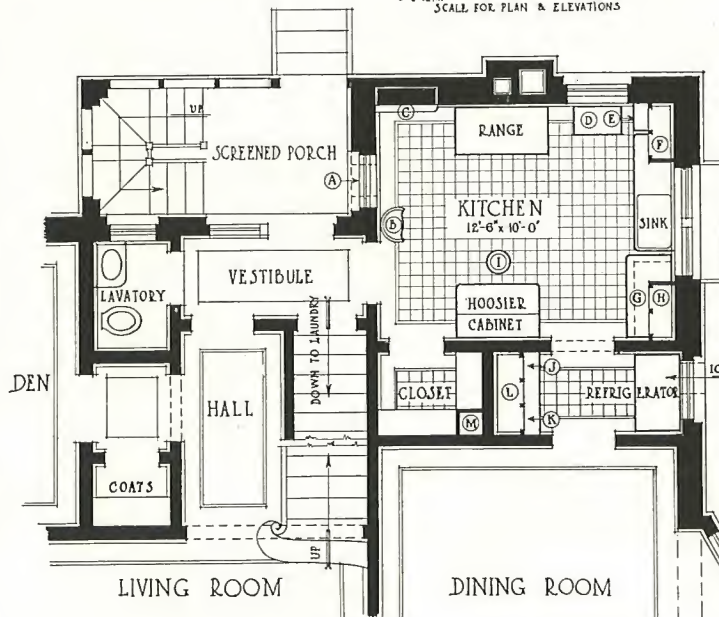 SCALE FOR PLAN & ELEVATIONS
UP
SCREENED PORCH
A
C
RANGE
D
E
F
KITCHEN
12'-6" x 10'-0"
B
SINK
I
VESTIBULE
LAVATORY
HOOSIER
CABINET
G
H
DOWN TO LAUNDRY
DEN
HALL
CLOSET
L
J
REFRIGERATOR
K
M
COATS
UP
LIVING ROOM
DINING ROOM